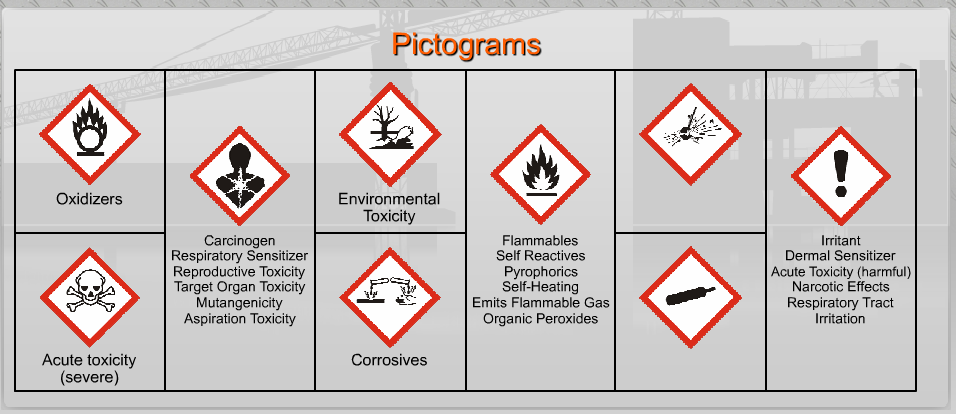 Pictograms
Oxidizers
Acute toxicity
(severe)
Carcinogen
Respiratory Sensitizer
Reproductive Toxicity
Target Organ Toxicity
Mutangenicity
Aspiration Toxicity
Environmental
Toxicity
Corrosives
Flammables
Self Reactives
Pyrophorics
Self-Heating
Emits Flammable Gas
Organic Peroxides
Irritant
Dermal Sensitizer
Acute Toxicity (harmful)
Narcotic Effects
Respiratory Tract
Irritation